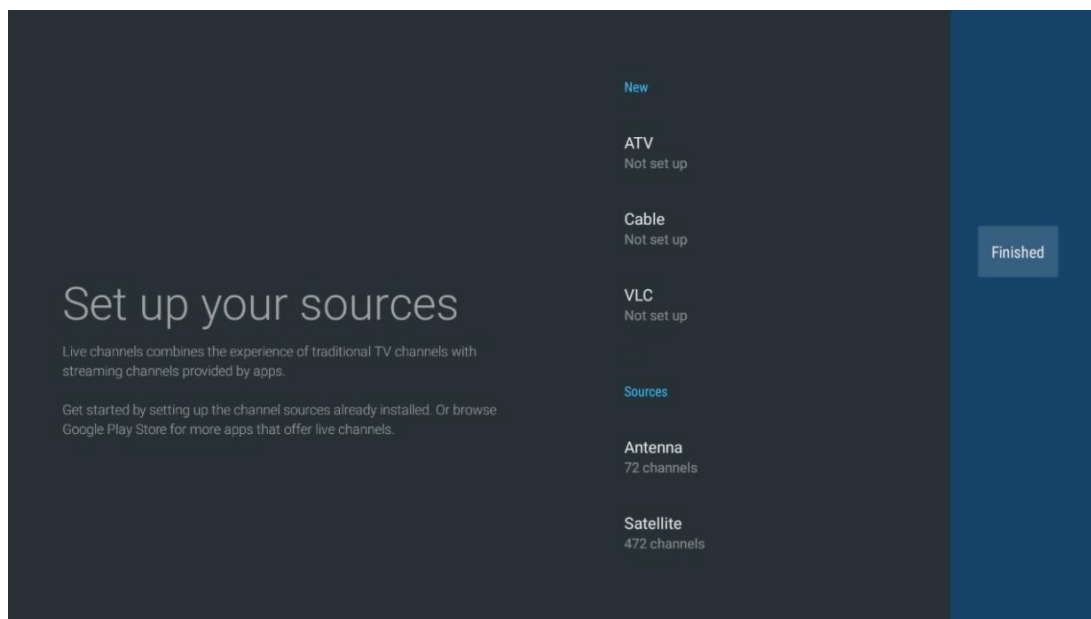 Set up your sources
Live channels combines the experience of traditional TV channels with
streaming channels provided by apps.
Get started by setting up the channel sources already installed. Or browse
Google Play Store for more apps that offer live channels.
New
ATV
Not set up
Cable
Not set up
VLC
Not set up
Sources
Antenna
72 channels
Satellite
472 channels
Finished